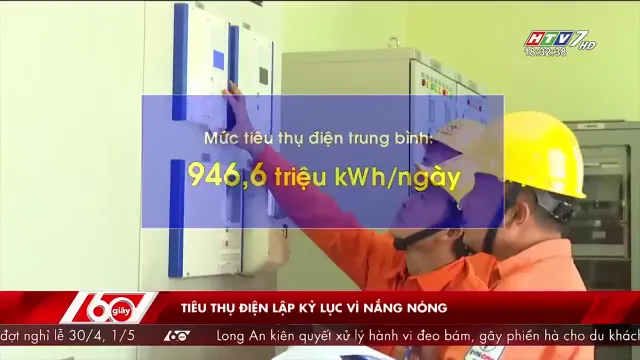 HTV7 HD
18:32:38
Mức tiêu thụ điện trung bình:
946,6 triệu kWh/ngày
60 giây
TIÊU THỤ ĐIỆN LẬP KỶ LỤC VÌ NẮNG NÓNG
đợt nghỉ lễ 30/4, 1/5 60 Long An kiên quyết xử lý hành vi đeo bám, gây phiền hà cho du khác